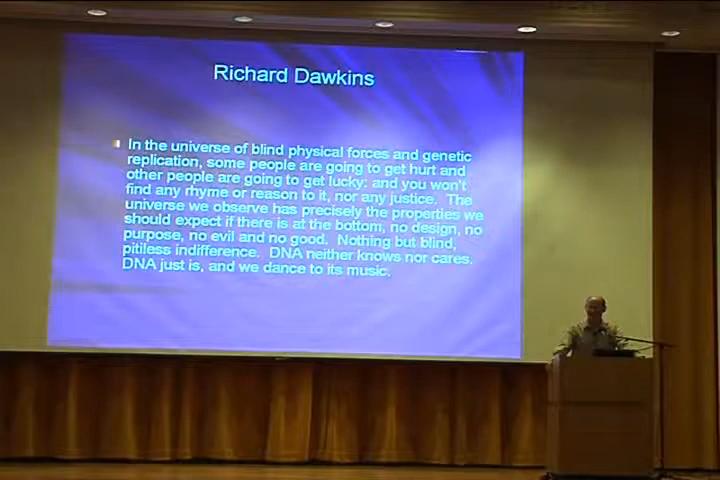 Richard Dawkins
In the universe of blind physical forces and genetic
replication, some people are going to get hurt and
other people are going to get lucky: and you won't
find any rhyme or reason to it, nor any justice. The
universe we observe has precisely the properties we
should expect if there is at the bottom, no design, no
purpose, no evil and no good. Nothing but blind,
pitiless indifference. DNA neither knows nor cares.
DNA just is, and we dance to its music.